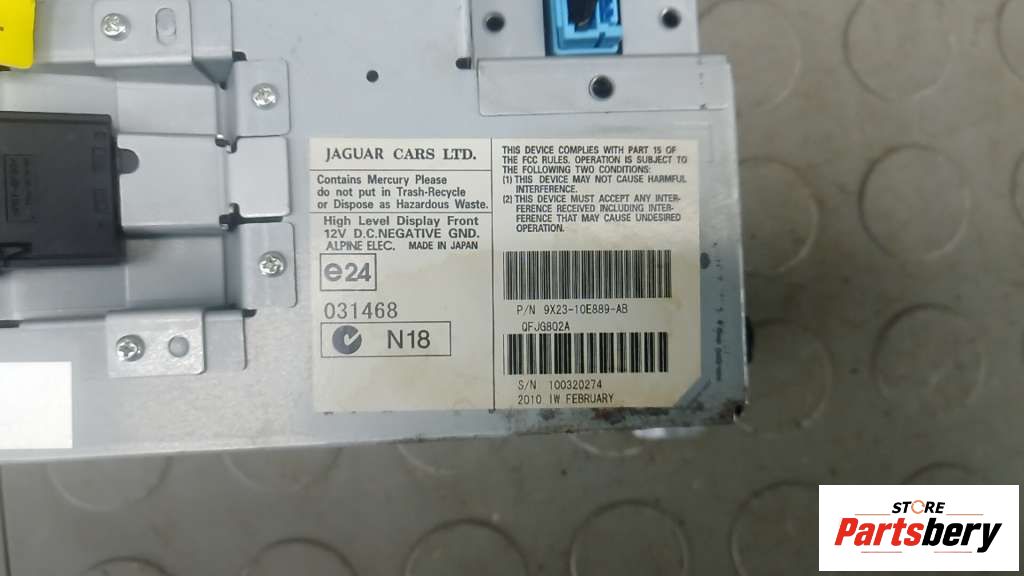 JAGUAR CARS LTD.
Contains Mercury Please
do not put in Trash-Recycle
or Dispose as Hazardous Waste.
High Level Display Front
12V D.C.NEGATIVE GND.
ALPINE ELEC. MADE IN JAPAN
e24
031468
N18
THIS DEVICE COMPLIES WITH PART 15 OF
THE FCC RULES. OPERATION IS SUBJECT TO
THE FOLLOWING TWO CONDITIONS:
(1) THIS DEVICE MAY NOT CAUSE HARMFUL
INTERFERENCE.
(2) THIS DEVICE MUST ACCEPT ANY INTER-
FERENCE RECEIVED INCLUDING INTER-
FERENCE THAT MAY CAUSE UNDESIRED
OPERATION.
P/N 9X23-10E889-AB
QFJG802A
S/N 100320274
2010 IW FEBRUARY
STORE
Partsbery